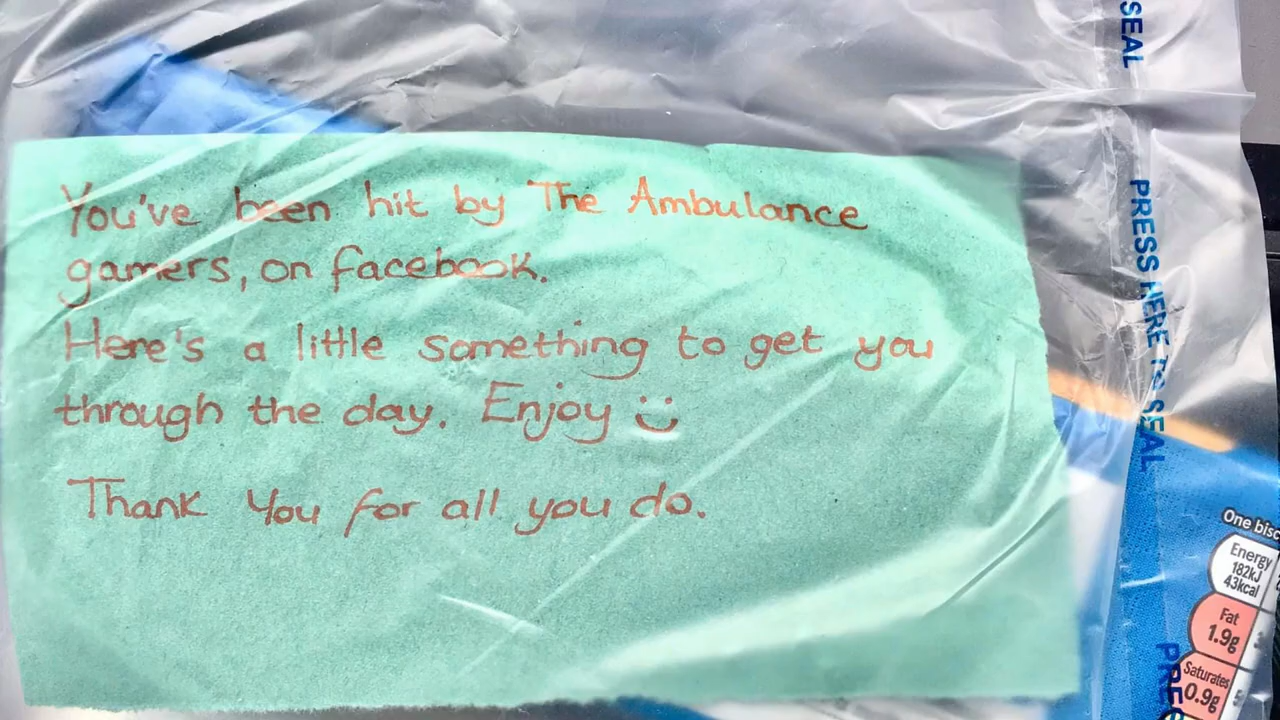 You've been hit by The Ambulance
gamers, on facebook.
Here's a little something to get you
through the day. Enjoy :)
Thank You for all you do.
SEAL
PRESS HERE TO SEAL
One bisc
Energy
182kJ
43kcal
Fat
1.9g
Saturates
0.9g